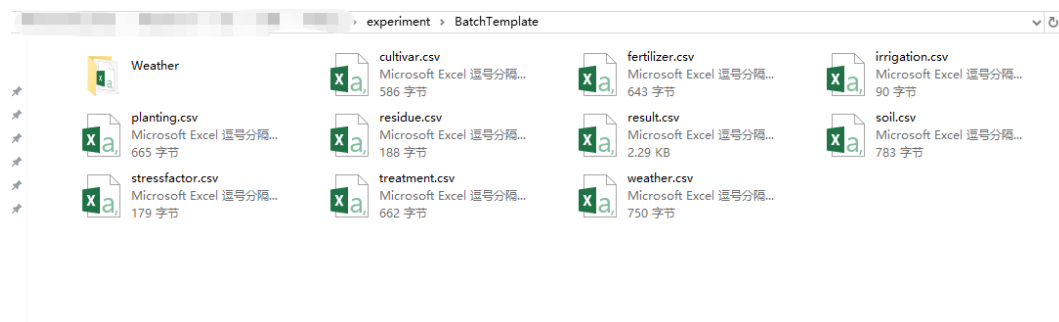 experiment › BatchTemplate
Weather
cultivar.csv
Microsoft Excel 逗号分隔...
586 字节
fertilizer.csv
Microsoft Excel 逗号分隔...
643 字节
irrigation.csv
Microsoft Excel 逗号分隔...
90 字节
planting.csv
Microsoft Excel 逗号分隔...
665 字节
residue.csv
Microsoft Excel 逗号分隔...
188 字节
result.csv
Microsoft Excel 逗号分隔...
2.29 KB
soil.csv
Microsoft Excel 逗号分隔...
783 字节
stressfactor.csv
Microsoft Excel 逗号分隔...
179 字节
treatment.csv
Microsoft Excel 逗号分隔...
662 字节
weather.csv
Microsoft Excel 逗号分隔...
750 字节